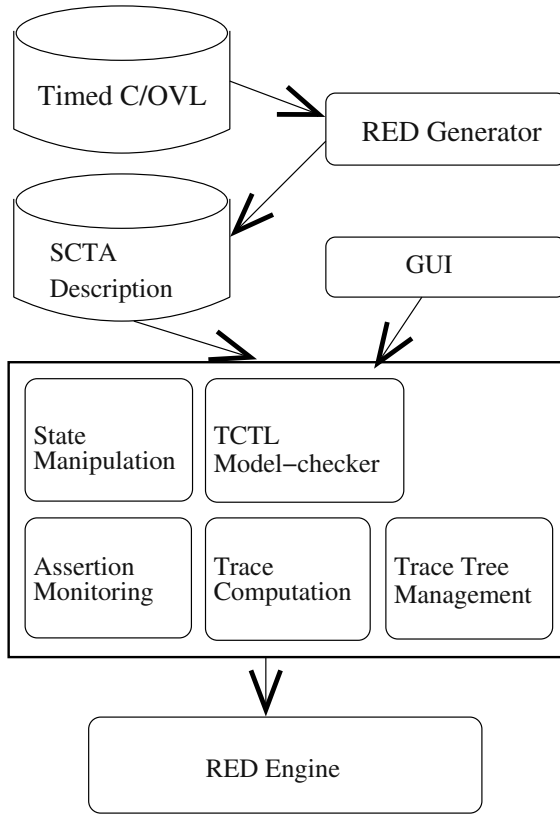 Timed C/OVL
RED Generator
SCTA
Description
GUI
State
Manipulation
TCTL
Model−checker
Assertion
Monitoring
Trace
Computation
Trace Tree
Management
RED Engine